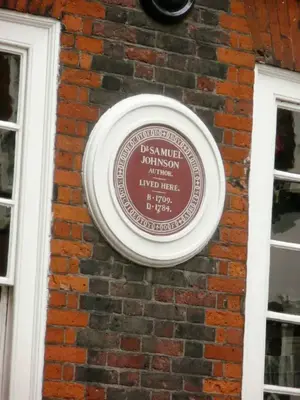 Dr SAMUEL
JOHNSON
AUTHOR.
LIVED HERE.
B·1709.
D·1784.